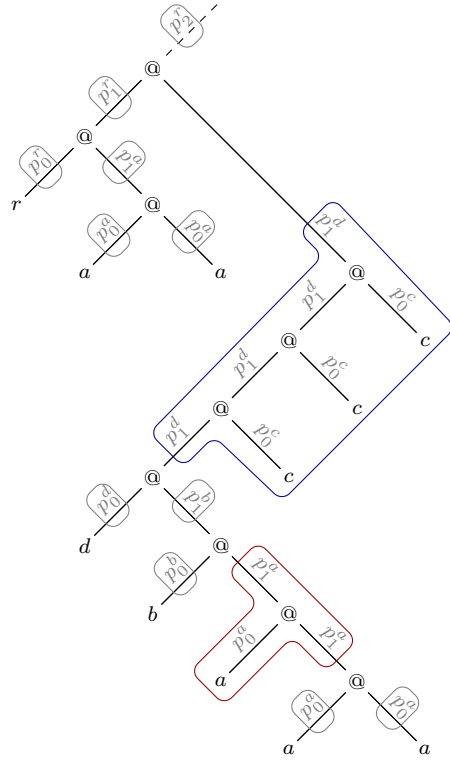 p_2^r
@
p_1^r
@
p_0^r p_1^a
r @
p_0^a p_0^a p_1^d
a a @
p_1^d p_0^c
@ c
p_1^d p_0^c
@ c
p_1^d p_0^c
@ c
p_0^d p_1^b
d @
p_0^b p_1^a
b @
p_0^a p_1^a
a @
p_0^a p_0^a
a a